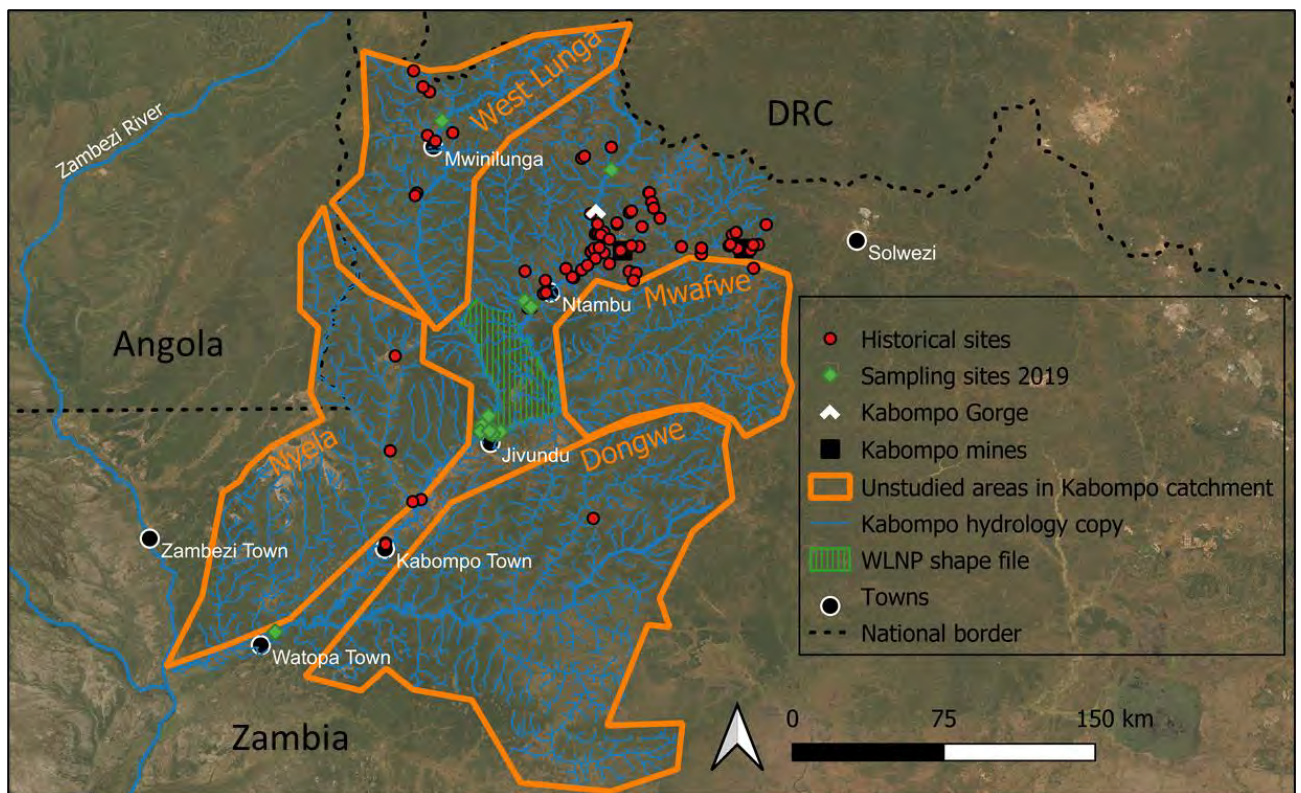 West Lunga
DRC
Zambezi River
Mwinilunga
Solwezi
Mwafwe
Ntambu
Angola
Historical sites
Sampling sites 2019
Kabompo Gorge
Kabompo mines
Unstudied areas in Kabompo catchment
Kabompo hydrology copy
WLNP shape file
Towns
National border
Nyela
Dongwe
Jivundu
Zambezi Town
Kabompo Town
Watopa Town
Zambia
0 75 150 km